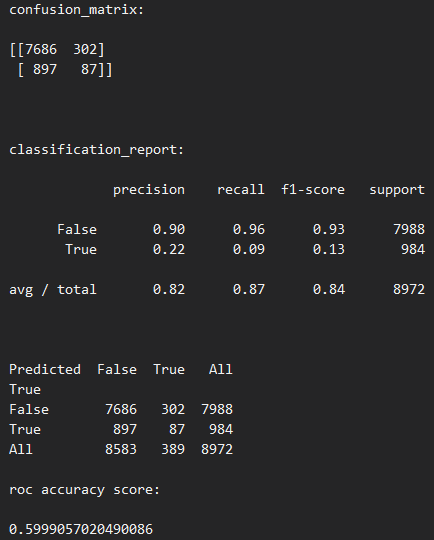 confusion_matrix:
[[7686  302]
 [ 897   87]]
classification_report:
             precision    recall  f1-score   support
      False       0.90      0.96      0.93      7988
       True       0.22      0.09      0.13       984
avg / total       0.82      0.87      0.84      8972
Predicted  False  True   All
True
False       7686   302  7988
True         897    87   984
All         8583   389  8972
roc accuracy score:
0.5999057020490086